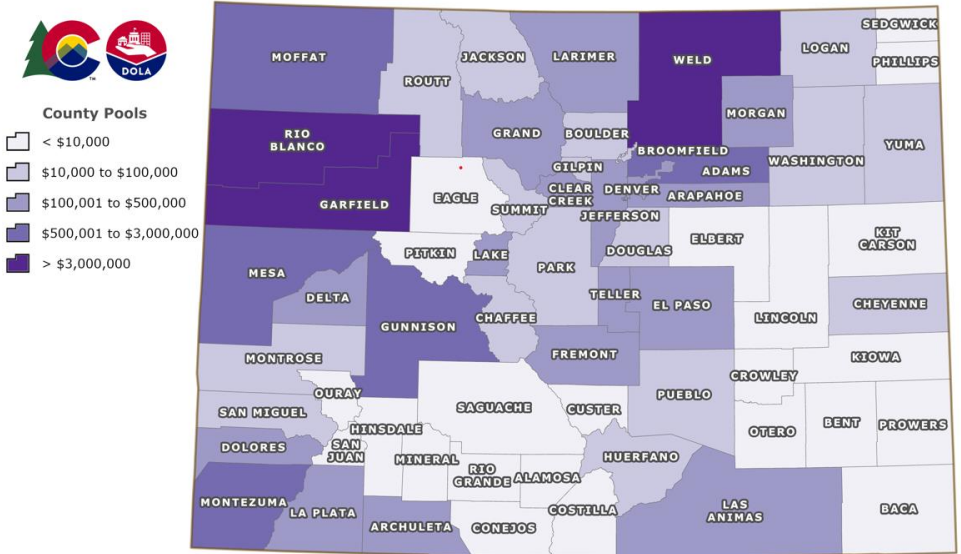 SEDGWICK
LOGAN
PHILLIPS
MOFFAT
ROUTT
JACKSON
LARIMER
WELD
C
TM
DOLA
County Pools
< $10,000
$10,000 to $100,000
$100,001 to $500,000
$500,001 to $3,000,000
> $3,000,000
MORGAN
RIO
BLANCO
GRAND
BOULDER
YUMA
BROOMFIELD
WASHINGTON
GILPIN
ADAMS
CLEAR
CREEK
DENVER
ARAPAHOE
EAGLE
GARFIELD
SUMMIT
JEFFERSON
ELBERT
KIT
CARSON
PITKIN
LAKE
DOUGLAS
PARK
MESA
DELTA
TELLER
EL PASO
CHEYENNE
GUNNISON
CHAFFEE
LINCOLN
MONTROSE
FREMONT
KIOWA
CROWLEY
OURAY
PUEBLO
SAN MIGUEL
SAGUACHE
CUSTER
HINSDALE
OTERO
BENT
PROWERS
DOLORES
SAN
JUAN
MINERAL
HUERFANO
RIO
GRANDE
ALAMOSA
MONTEZUMA
LA PLATA
COSTILLA
LAS
ANIMAS
BACA
ARCHULETA
CONEJOS